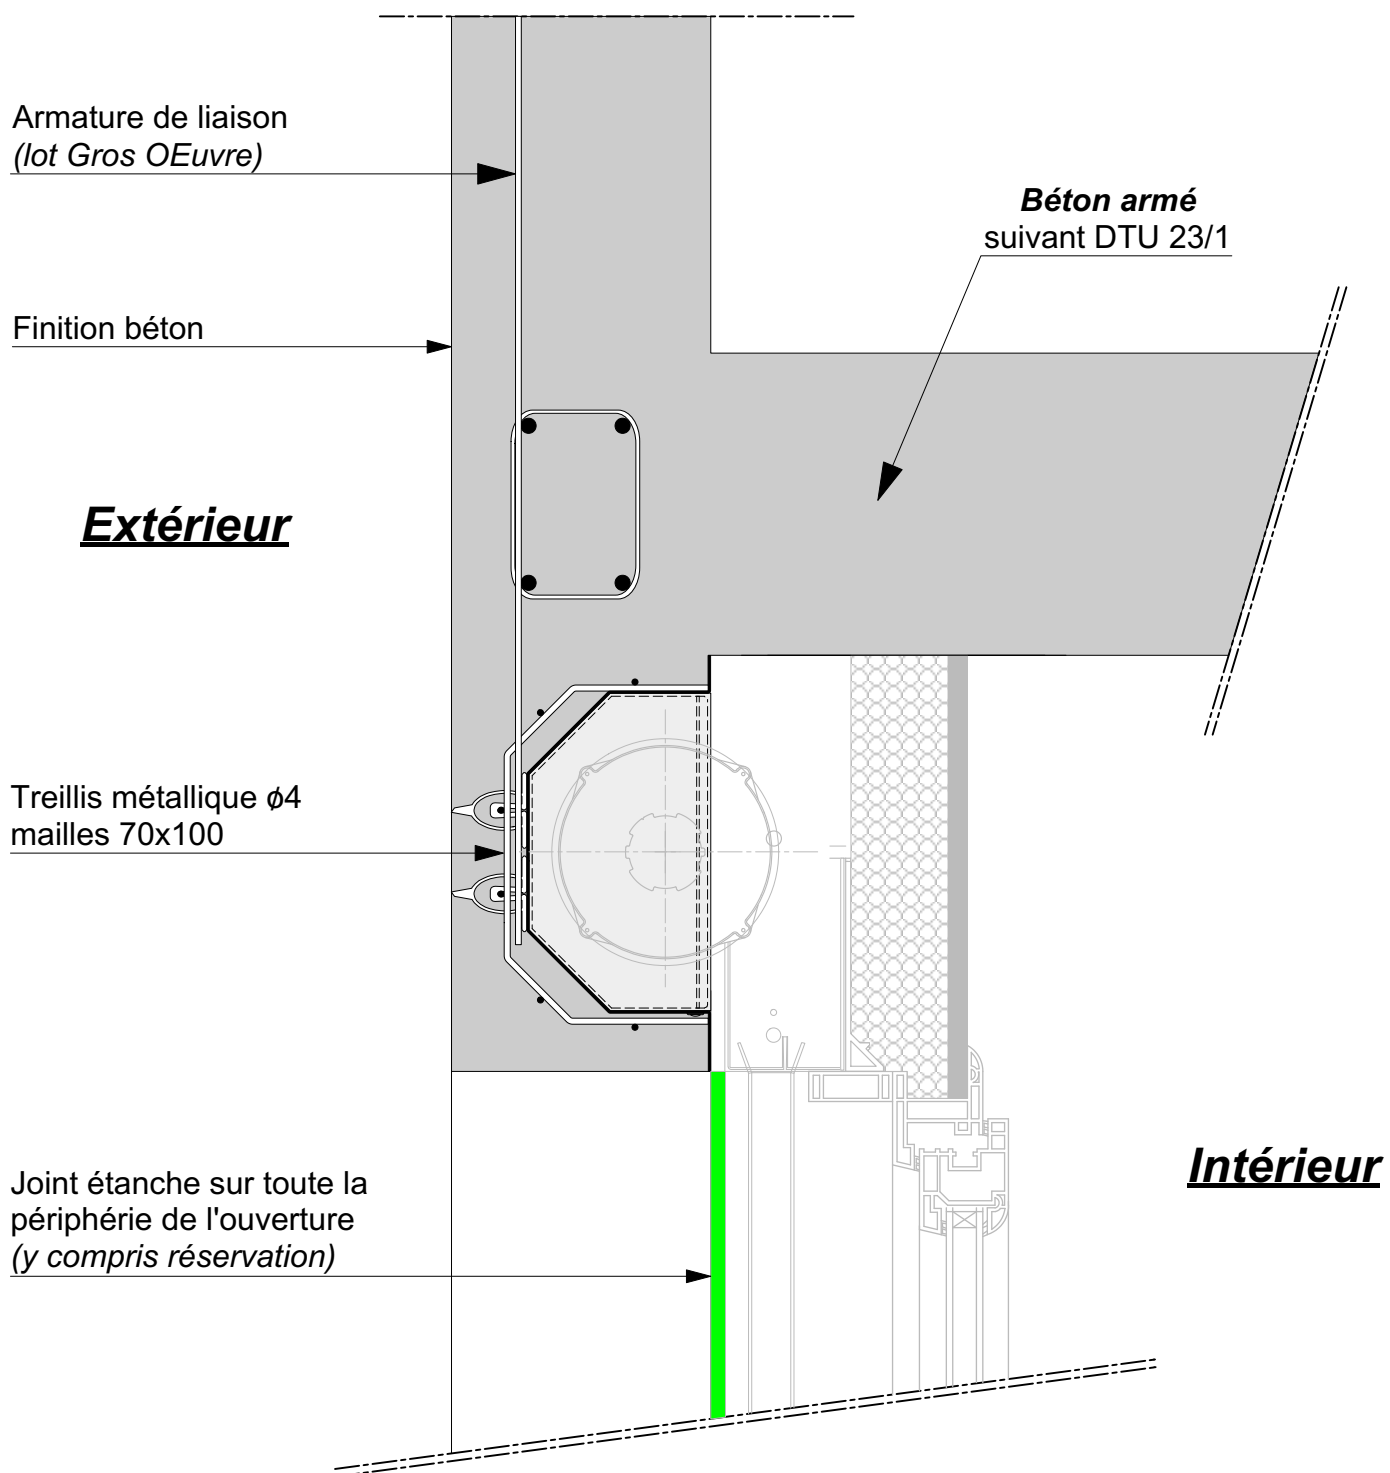 Armature de liaison
(lot Gros OEuvre)
Béton armé
suivant DTU 23/1
Finition béton
Extérieur
Treillis métallique ϕ4
mailles 70x100
Joint étanche sur toute la
périphérie de l'ouverture
(y compris réservation)
Intérieur